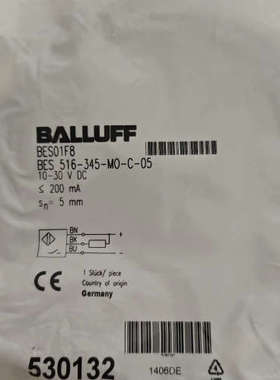 BALLUFF
BES01F8
BES 516-345-MO-C-05
10-30 V DC
≤ 200 mA
sn= 5 mm
BN +
BK
BU -
CE
1 Stück/ piece
Country of origin
Germany
530132
1406DE